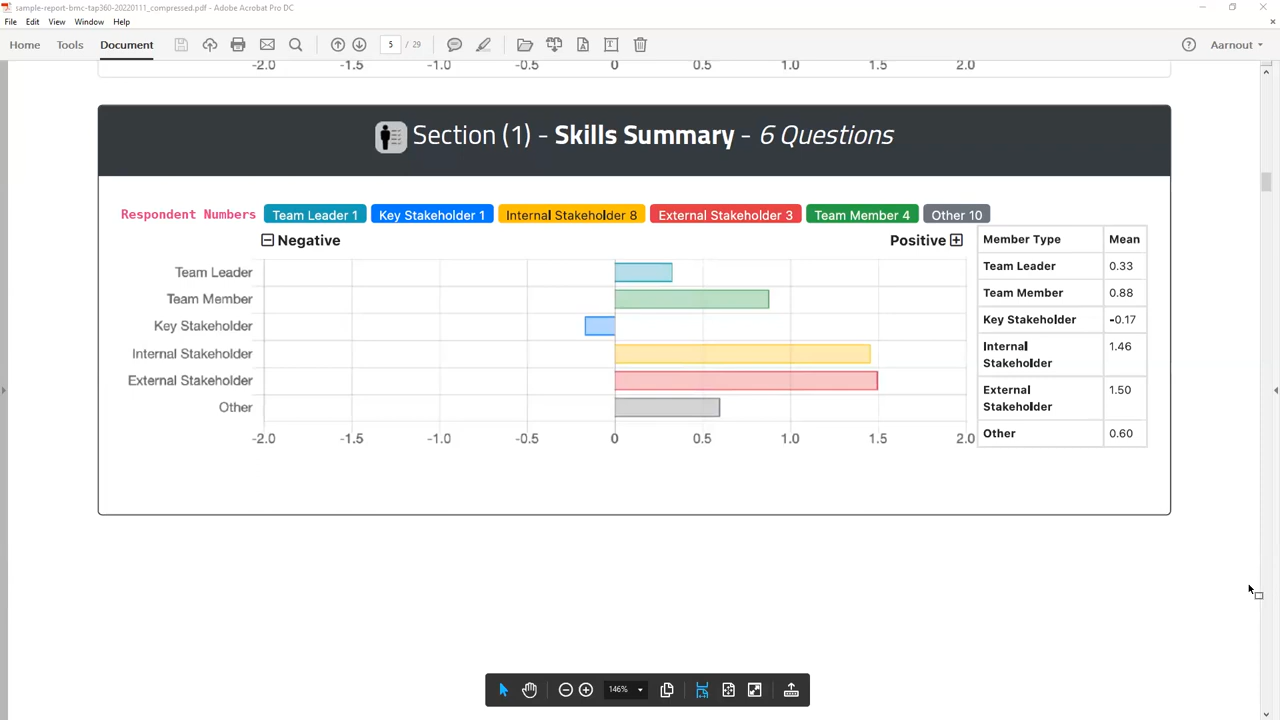 sample-report-bmc-tap360-20220111_compressed.pdf - Adobe Acrobat Pro DC
File Edit View Window Help
Home Tools Document 5 / 29 Aarnout
-2.0 -1.5 -1.0 -0.5 0 0.5 1.0 1.5 2.0
Section (1) - Skills Summary - 6 Questions
Respondent Numbers Team Leader 1 Key Stakeholder 1 Internal Stakeholder 8 External Stakeholder 3 Team Member 4 Other 10
Negative Positive
Team Leader
Team Member
Key Stakeholder
Internal Stakeholder
External Stakeholder
Other
-2.0 -1.5 -1.0 -0.5 0 0.5 1.0 1.5 2.0
Member Type Mean
Team Leader 0.33
Team Member 0.88
Key Stakeholder -0.17
Internal 1.46
Stakeholder
External 1.50
Stakeholder
Other 0.60
146%